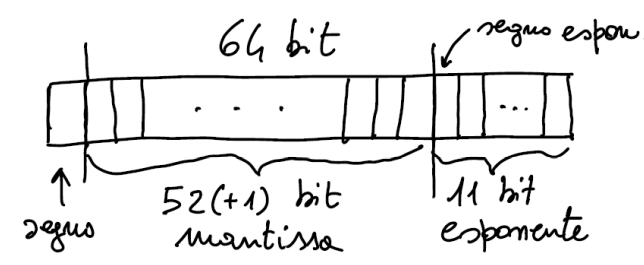 64 bit
segno espon
...
...
segno
52(+1) bit
mantissa
11 bit
esponente